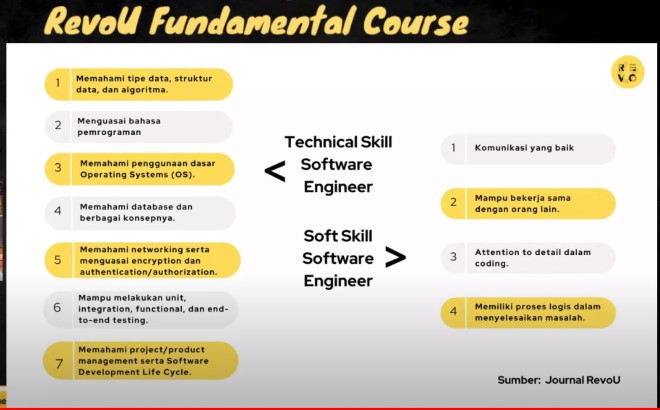 RevoU Fundamental Course
1 Memahami tipe data, struktur
data, dan algoritma.
2 Menguasai bahasa
pemrograman
3 Memahami penggunaan dasar
Operating Systems (OS).
4 Memahami database dan
berbagai konsepnya.
5 Memahami networking serta
menguasai encryption dan
authentication/authorization.
6 Mampu melakukan unit,
integration, functional, dan end-
to-end testing.
7 Memahami project/product
management serta Software
Development Life Cycle.
Technical Skill
< Software
Engineer
Soft Skill
Software >
Engineer
1 Komunikasi yang baik
2 Mampu bekerja sama
dengan orang lain.
3 Attention to detail dalam
coding.
4 Memiliki proses logis dalam
menyelesaikan masalah.
Sumber: Journal RevoU